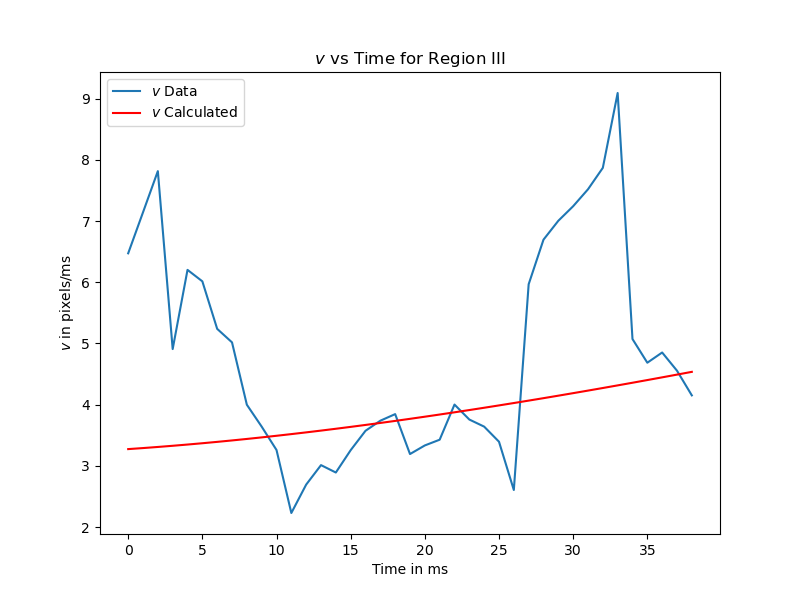 v vs Time for Region III
v Data
v Calculated
9
8
7
6
5
4
3
2
v in pixels/ms
0 5 10 15 20 25 30 35
Time in ms